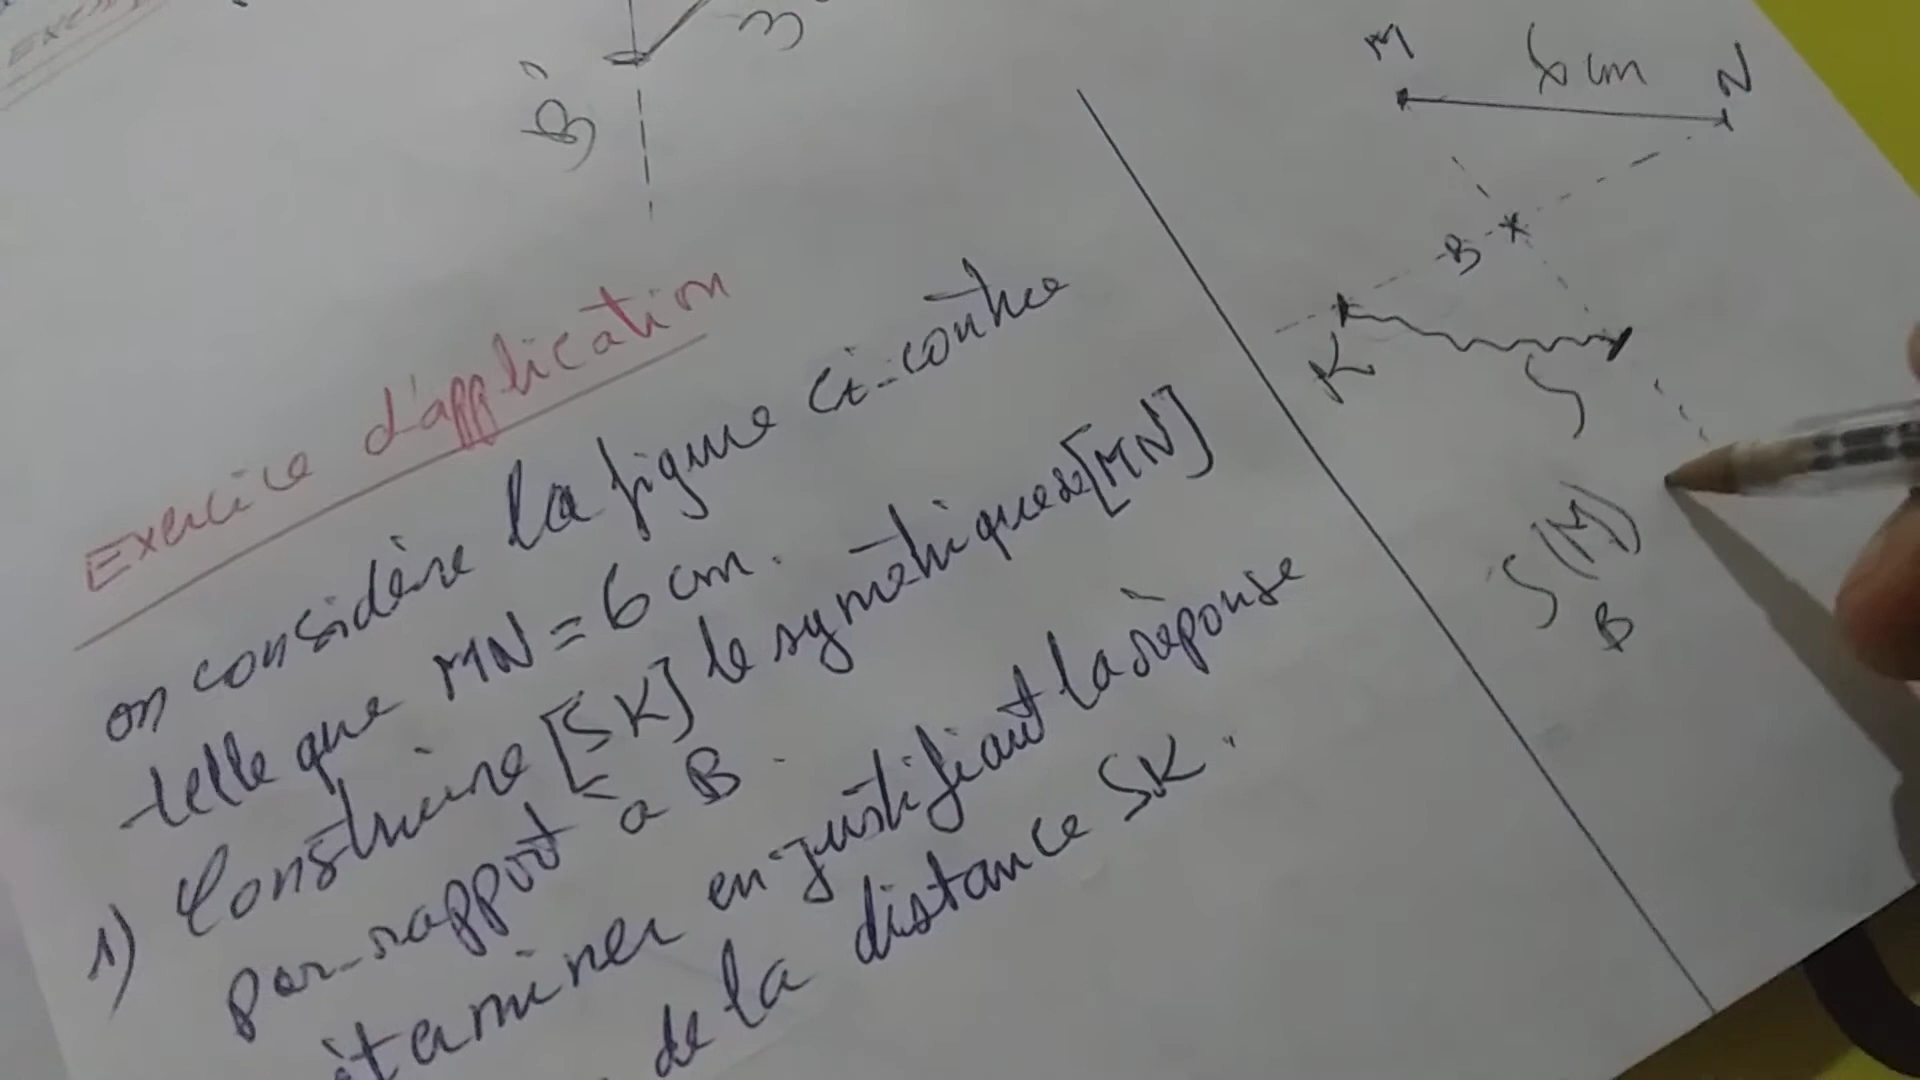 B'
3
Exercice d'application
on considère la figure ci-contre
telle que MN = 6 cm.
1) Construire [SK] le symétrique de [MN]
par-rapport à B.
en justifiant la réponse
de la distance SK.
M
6 cm
N
B
K
S
S(M)
B